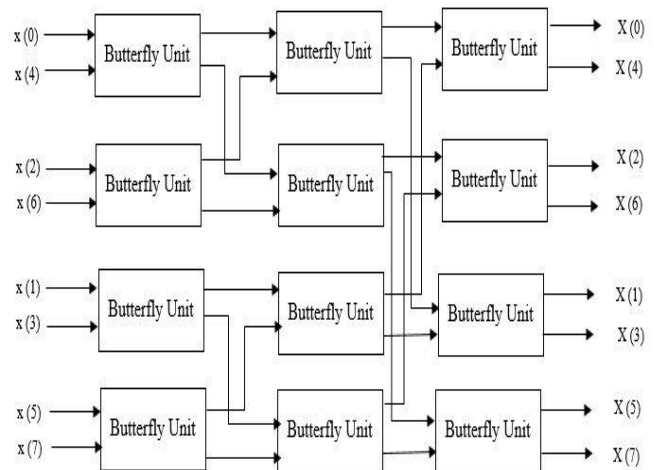 x (0) Butterfly Unit Butterfly Unit Butterfly Unit X (0)
x (4) X (4)
x (2) Butterfly Unit Butterfly Unit Butterfly Unit X (2)
x (6) X (6)
x (1) Butterfly Unit Butterfly Unit Butterfly Unit X (1)
x (3) X (3)
x (5) Butterfly Unit Butterfly Unit Butterfly Unit X (5)
x (7) X (7)